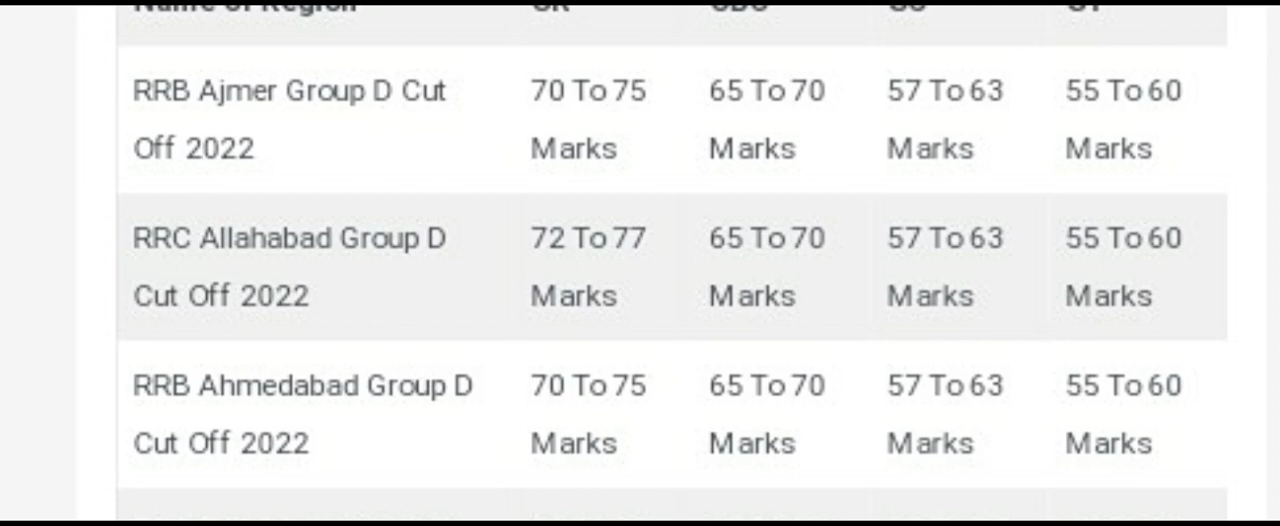 Name of Region
RRB Ajmer Group D Cut 70 To 75 65 To 70 57 To 63 55 To 60
Off 2022 Marks Marks Marks Marks
RRC Allahabad Group D 72 To 77 65 To 70 57 To 63 55 To 60
Cut Off 2022 Marks Marks Marks Marks
RRB Ahmedabad Group D 70 To 75 65 To 70 57 To 63 55 To 60
Cut Off 2022 Marks Marks Marks Marks